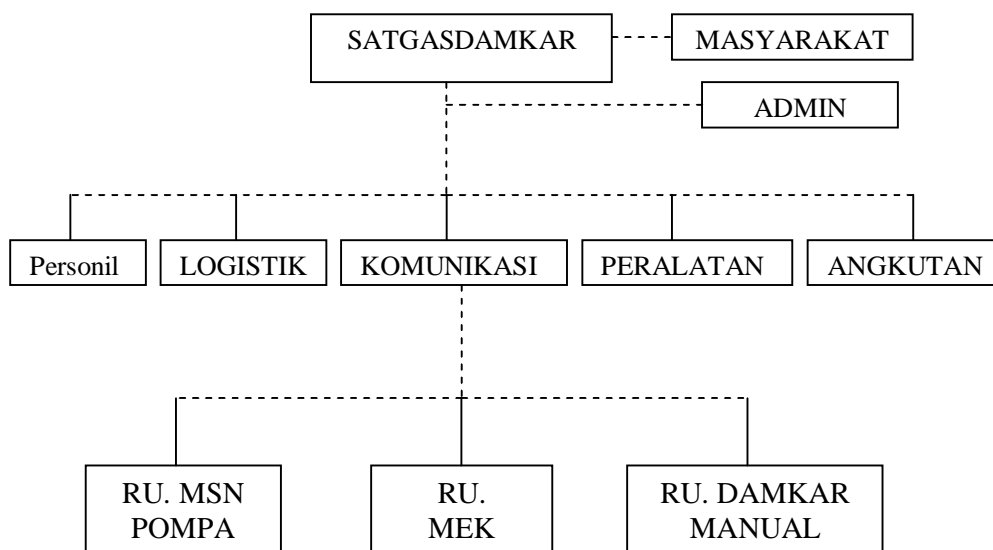 SATGASDAMKAR
MASYARAKAT
ADMIN
Personil
LOGISTIK
KOMUNIKASI
PERALATAN
ANGKUTAN
RU. MSN
POMPA
RU.
MEK
RU. DAMKAR
MANUAL